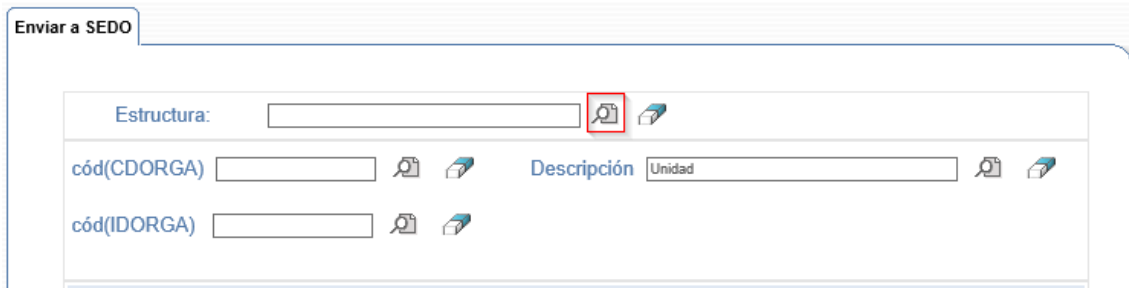 Enviar a SEDO
Estructura:
cód(CDORGA) Descripción Unidad
cód(IDORGA)